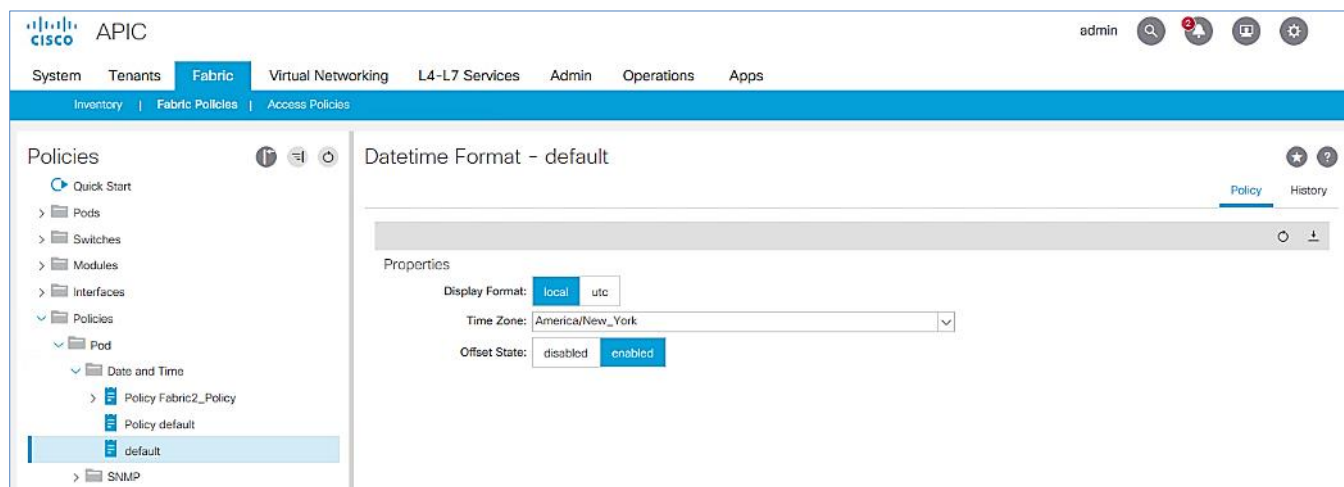 CISCO APIC admin 2
System Tenants Fabric Virtual Networking L4-L7 Services Admin Operations Apps
Inventory | Fabric Policies | Access Policies
Policies
Quick Start
Pods
Switches
Modules
Interfaces
Policies
Pod
Date and Time
Policy Fabric2_Policy
Policy default
default
SNMP
Datetime Format - default
Policy History
Properties
Display Format: local utc
Time Zone: America/New_York
Offset State: disabled enabled